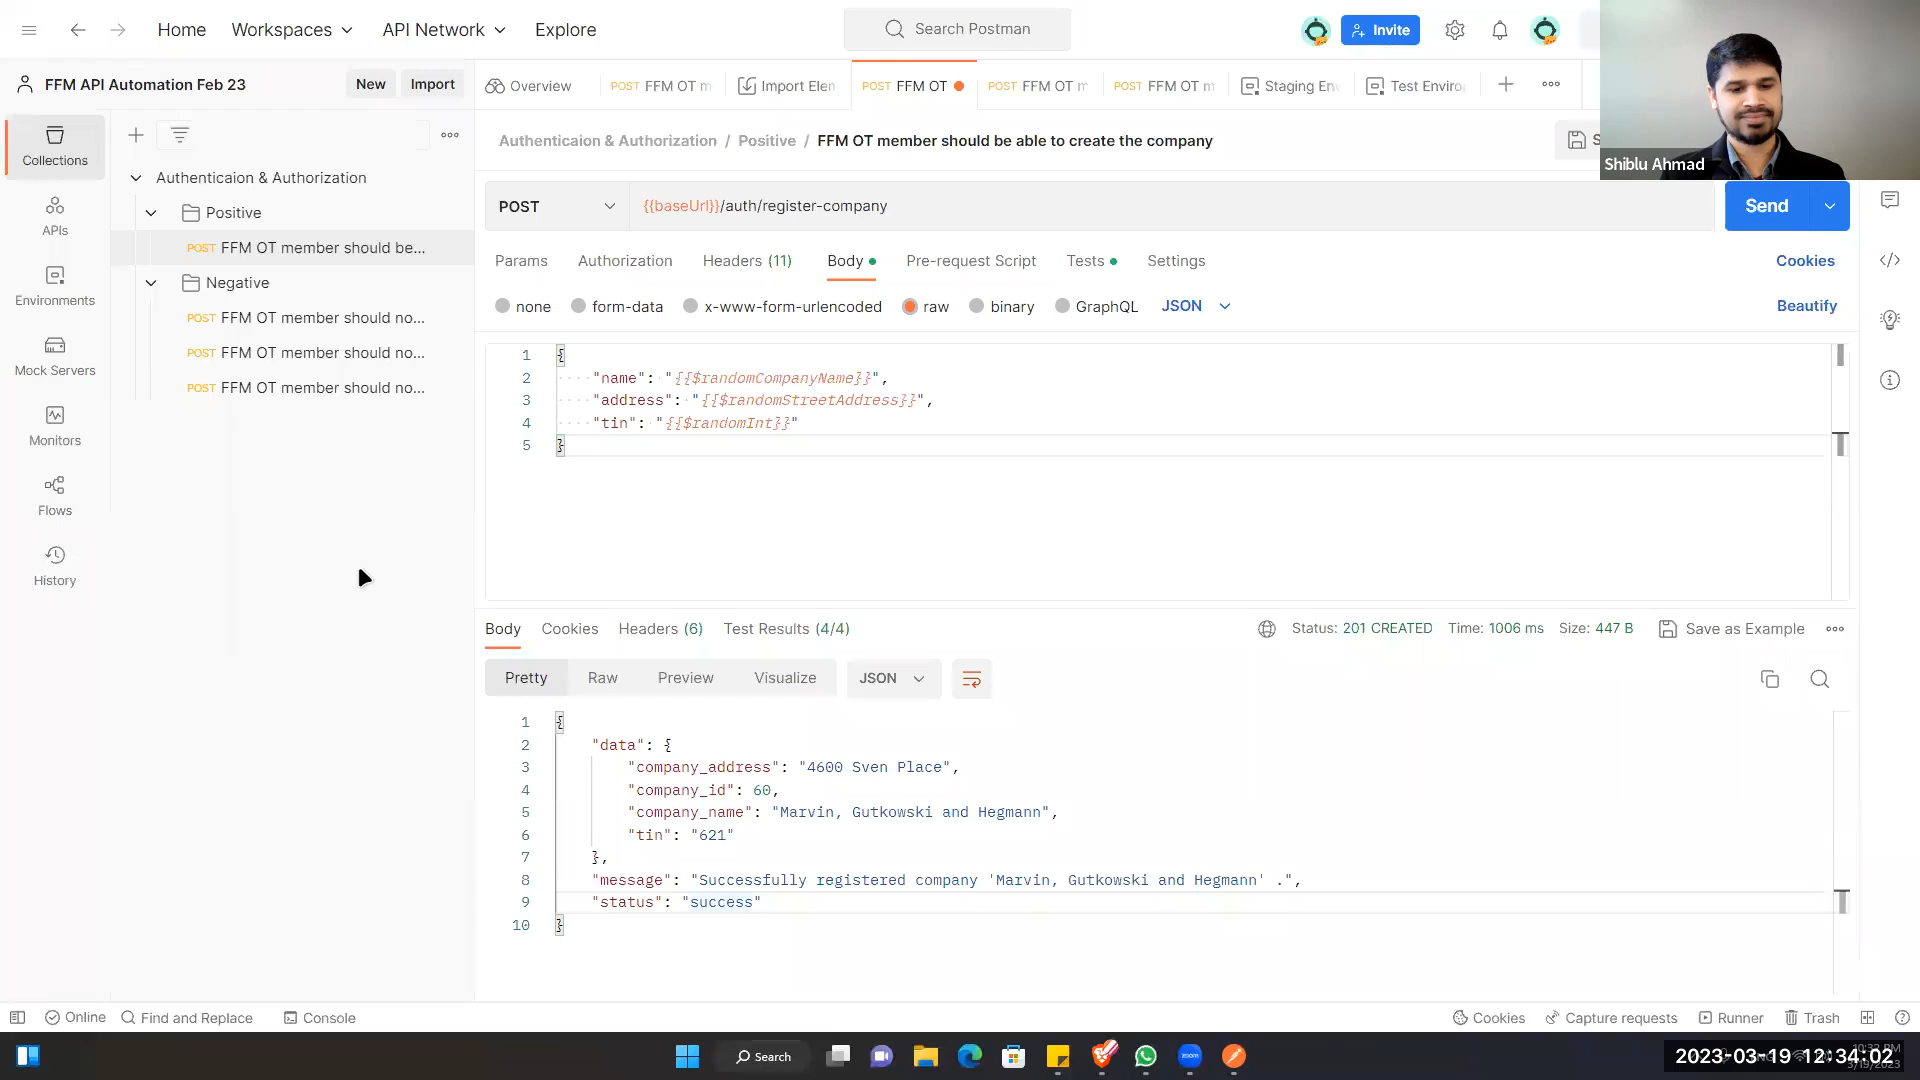 Home Workspaces API Network Explore Search Postman Invite
FFM API Automation Feb 23 New Import Overview POST FFM OT m Import Elen POST FFM OT POST FFM OT m POST FFM OT m Staging En Test Enviro
Authenticaion & Authorization / Positive / FFM OT member should be able to create the company S
Shiblu Ahmad
Collections
APIs
Environments
Mock Servers
Monitors
Flows
History
Authenticaion & Authorization
Positive
POST FFM OT member should be...
Negative
POST FFM OT member should no...
POST FFM OT member should no...
POST FFM OT member should no...
POST {{baseUrl}}/auth/register-company Send
Params Authorization Headers (11) Body Pre-request Script Tests Settings Cookies
none form-data x-www-form-urlencoded raw binary GraphQL JSON Beautify
1 {
2 "name": "{{$randomCompanyName}}",
3 "address": "{{$randomStreetAddress}}",
4 "tin": "{{$randomInt}}"
5 }
Body Cookies Headers (6) Test Results (4/4) Status: 201 CREATED Time: 1006 ms Size: 447 B Save as Example
Pretty Raw Preview Visualize JSON
1 {
2 "data": {
3 "company_address": "4600 Sven Place",
4 "company_id": 60,
5 "company_name": "Marvin, Gutkowski and Hegmann",
6 "tin": "621"
7 },
8 "message": "Successfully registered company 'Marvin, Gutkowski and Hegmann' .",
9 "status": "success"
10 }
Online Find and Replace Console Cookies Capture requests Runner Trash
Search zoom 2023-03-19 12:34:02